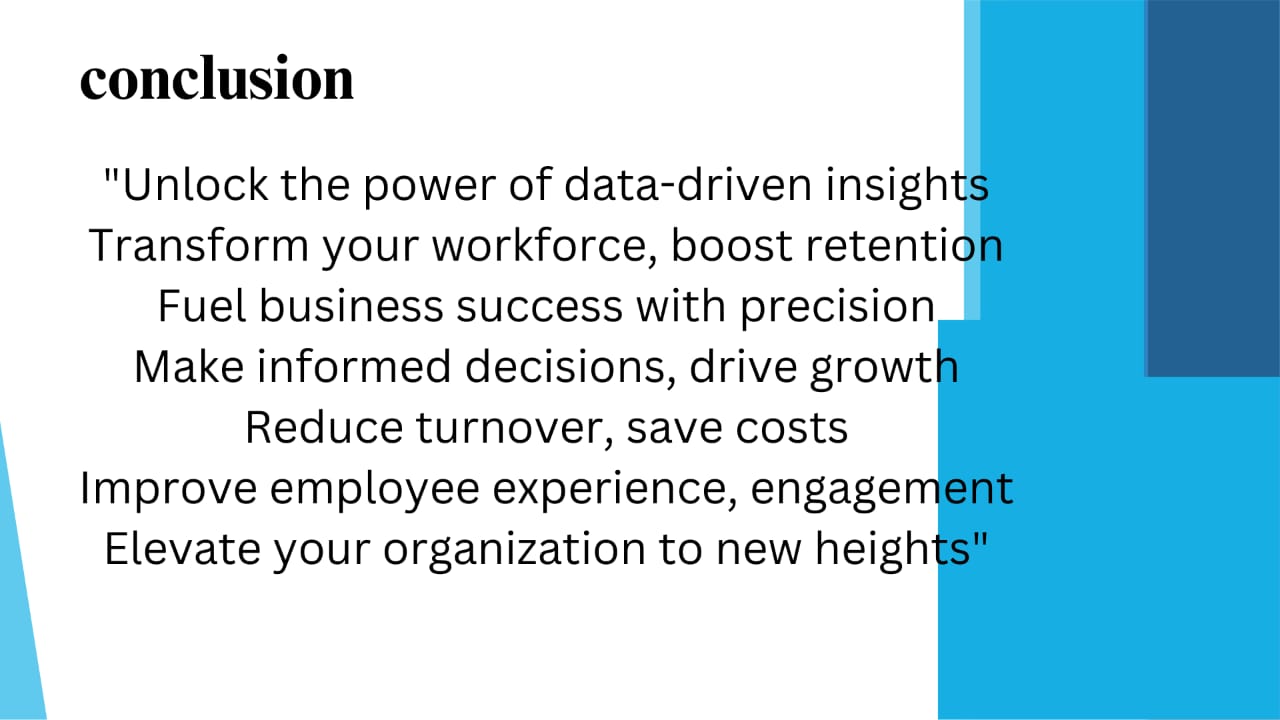 conclusion
"Unlock the power of data-driven insights
Transform your workforce, boost retention
Fuel business success with precision
Make informed decisions, drive growth
Reduce turnover, save costs
Improve employee experience, engagement
Elevate your organization to new heights"